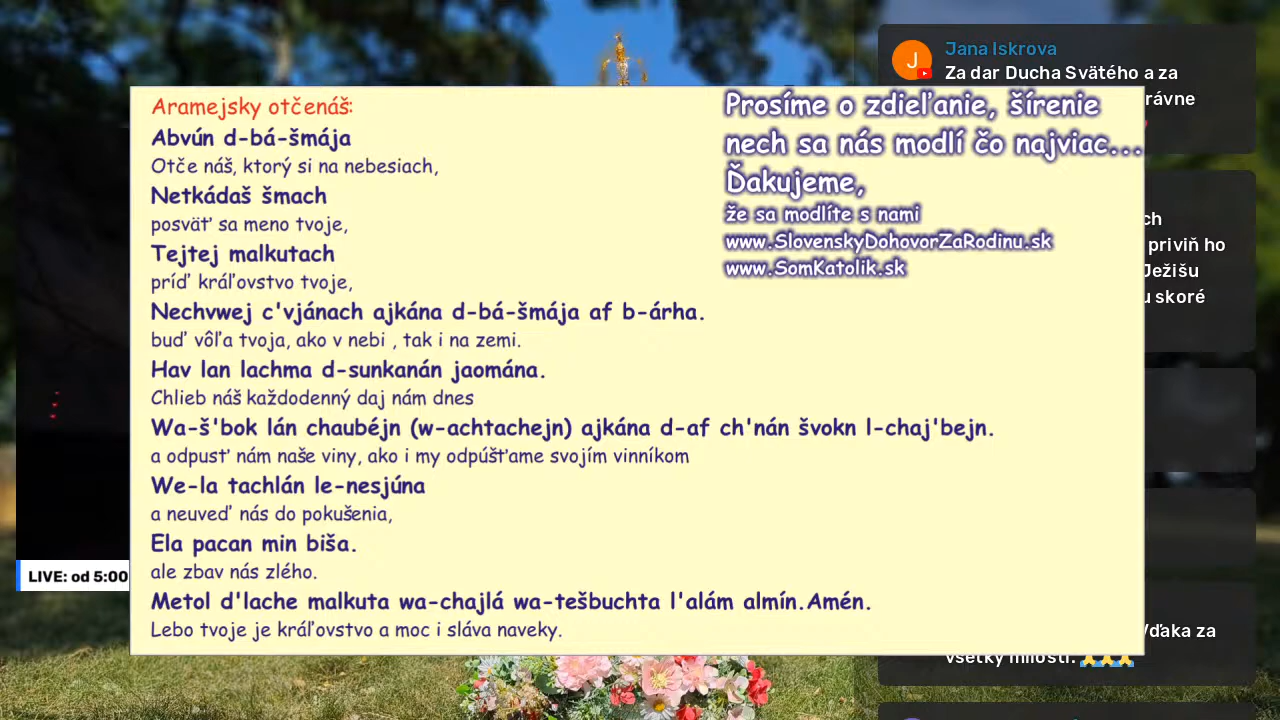 Aramejsky otčenáš:
Abvún d-bá-šmája
Otče náš, ktorý si na nebesiach,
Netkádaš šmach
posväť sa meno tvoje,
Tejtej malkutach
príď kráľovstvo tvoje,
Nechvwej c'vjánach ajkána d-bá-šmája af b-árha.
buď vôľa tvoja, ako v nebi , tak i na zemi.
Hav lan lachma d-sunkanán jaomána.
Chlieb náš každodenný daj nám dnes
Wa-š'bok lán chaubéjn (w-achtachejn) ajkána d-af ch'nán švokn l-chaj'bejn.
a odpusť nám naše viny, ako i my odpúšťame svojím vinníkom
We-la tachlán le-nesjúna
a neuveď nás do pokušenia,
Ela pacan min biša.
ale zbav nás zlého.
Metol d'lache malkuta wa-chajlá wa-tešbuchta l'alám almín.Amén.
Lebo tvoje je kráľovstvo a moc i sláva naveky.
Prosíme o zdieľanie, šírenie
nech sa nás modlí čo najviac...
Ďakujeme,
že sa modlíte s nami
www.SlovenskyDohovorZaRodinu.sk
www.SomKatolik.sk
LIVE: od 5:00
J
Jana Iskrova
Za dar Ducha Svätého a za
priviň ho
Ježišu
skoré
Vďaka za
všetky milosti. 🙏🙏🙏